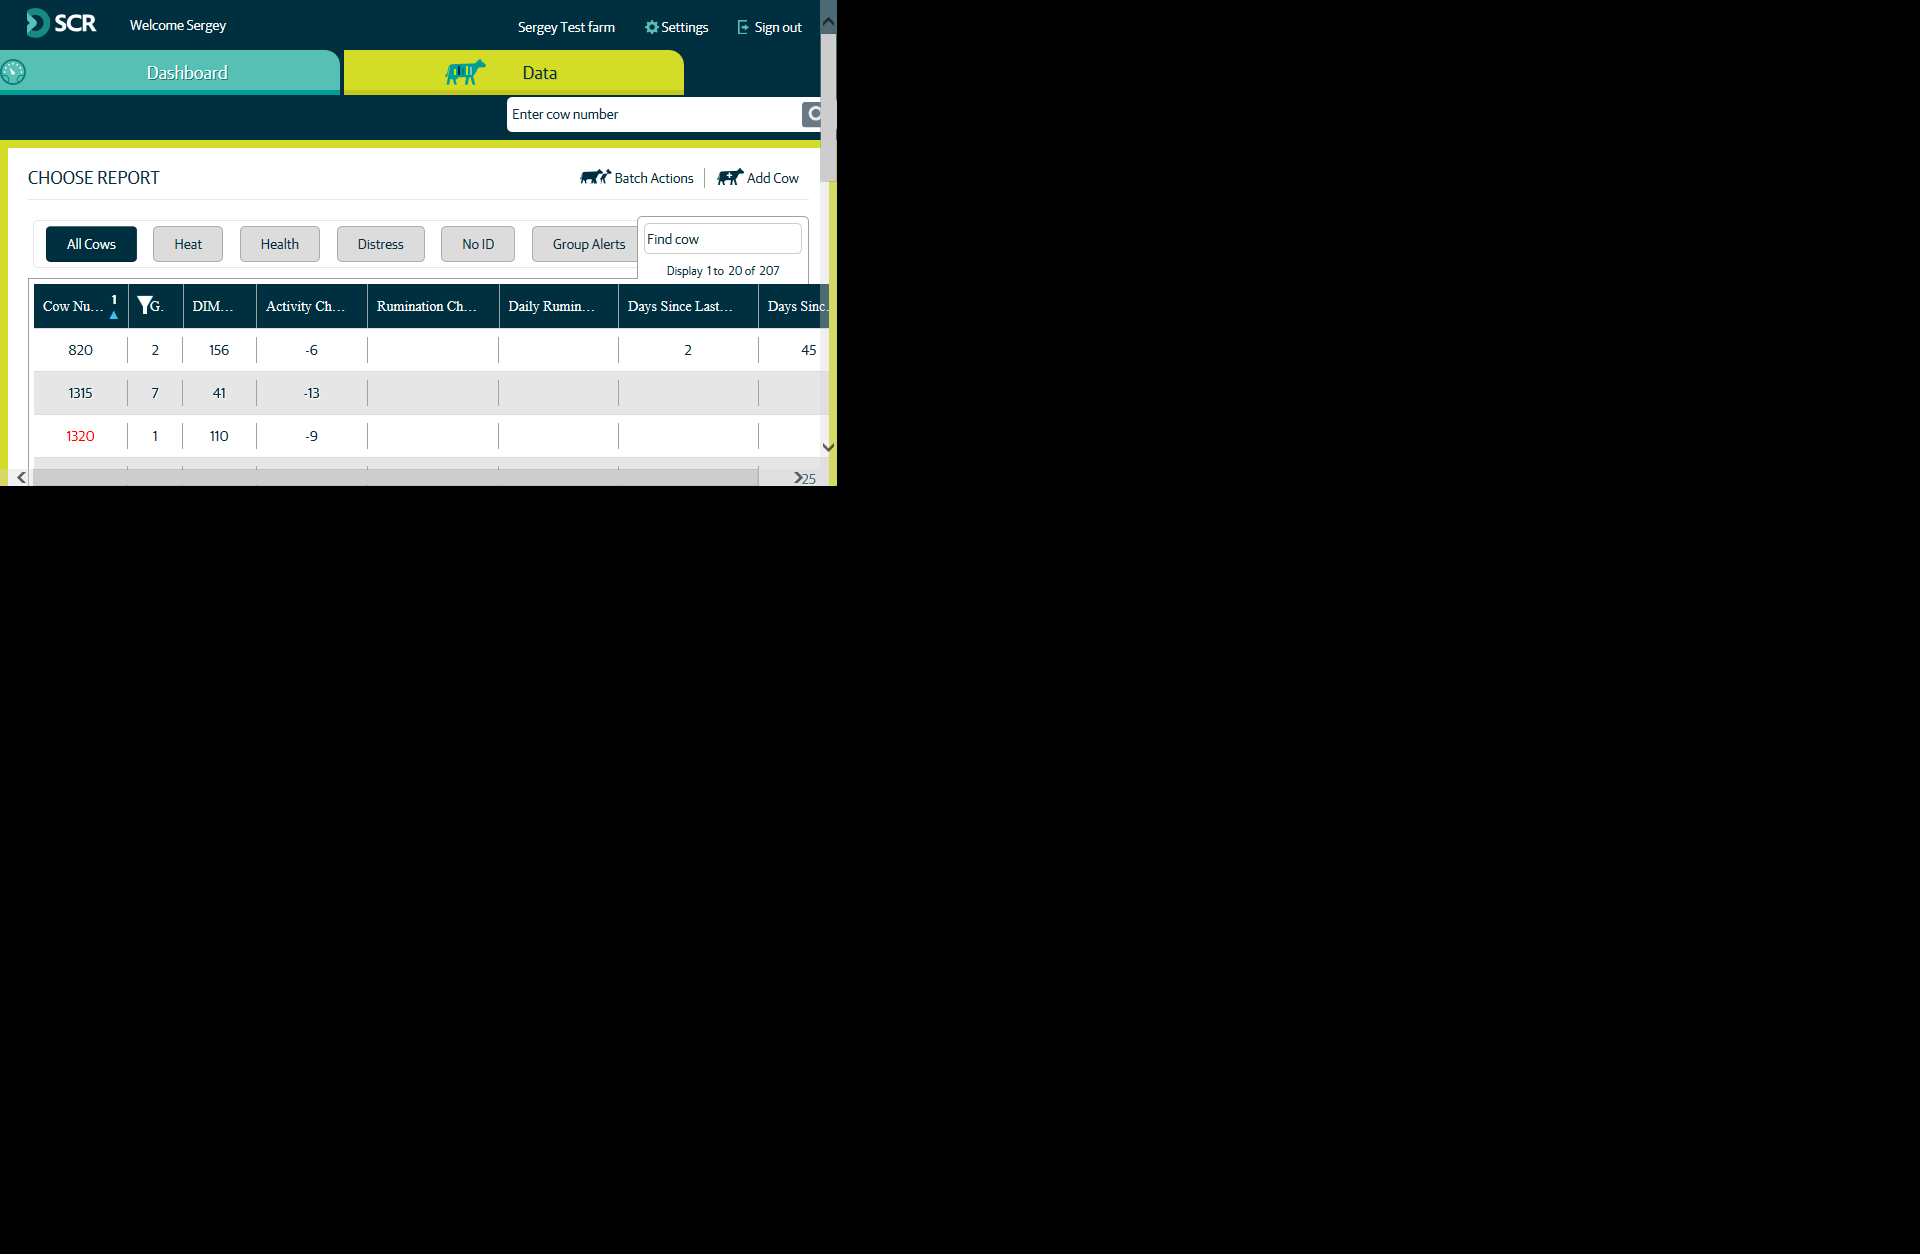 SCR Welcome Sergey Sergey Test farm Settings Sign out
Dashboard Data
Enter cow number
CHOOSE REPORT Batch Actions Add Cow
All Cows Heat Health Distress No ID Group Alerts Find cow
Display 1 to 20 of 207
Cow Nu... 1 G. DIM... Activity Ch... Rumination Ch... Daily Rumin... Days Since Last... Days Sinc.
820 2 156 -6 2 45
1315 7 41 -13
1320 1 110 -9
25